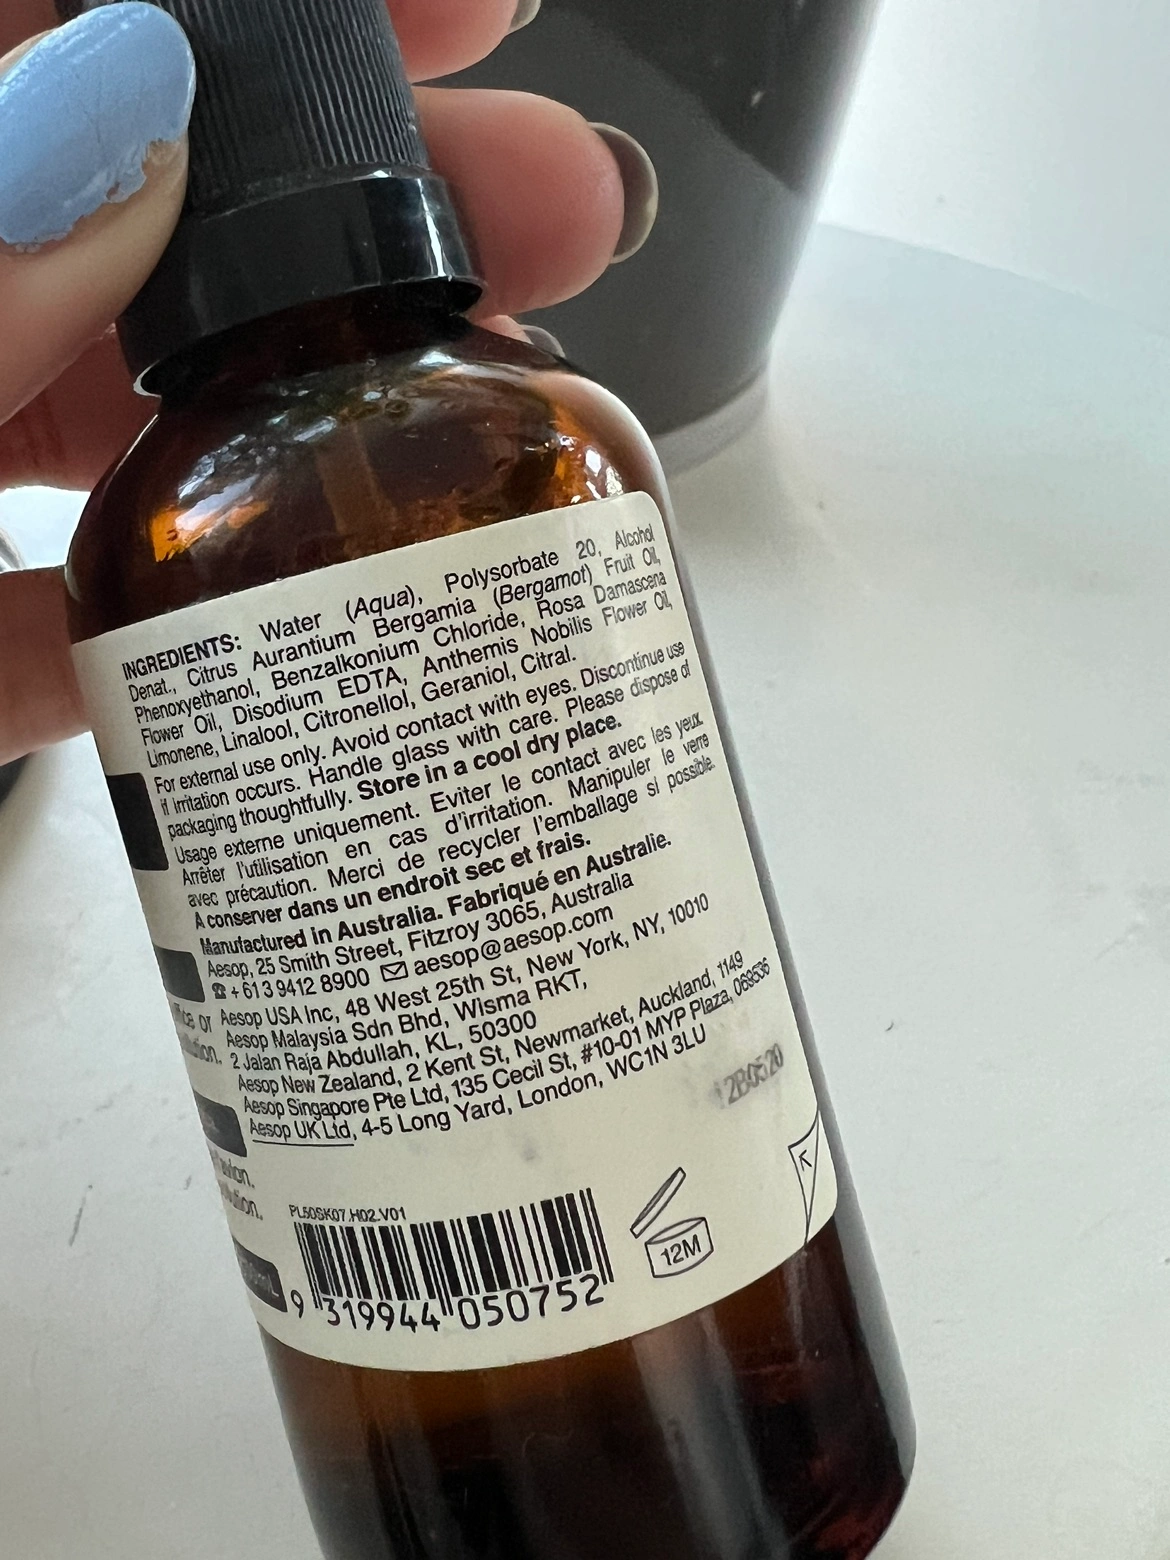 INGREDIENTS: Water (Aqua), Polysorbate 20, Alcohol
Denat., Citrus Aurantium Bergamia (Bergamot) Fruit Oil,
Phenoxyethanol, Benzalkonium Chloride, Rosa Damascena
Flower Oil, Disodium EDTA, Anthemis Nobilis Flower Oil,
Limonene, Linalool, Citronellol, Geraniol, Citral.
For external use only. Avoid contact with eyes. Discontinue use
if irritation occurs. Handle glass with care. Please dispose of
packaging thoughtfully. Store in a cool dry place.
Usage externe uniquement. Eviter le contact avec les yeux.
Arrêter l'utilisation en cas d'irritation. Manipuler le verre
avec précaution. Merci de recycler l'emballage si possible.
A conserver dans un endroit sec et frais.
Manufactured in Australia. Fabriqué en Australie.
Aesop, 25 Smith Street, Fitzroy 3065, Australia
☎ +61 3 9412 8900 ✉ aesop@aesop.com
Aesop USA Inc, 48 West 25th St, New York, NY, 10010
Aesop Malaysia Sdn Bhd, Wisma RKT,
2 Jalan Raja Abdullah, KL, 50300
Aesop New Zealand, 2 Kent St, Newmarket, Auckland, 1149
Aesop Singapore Pte Ltd, 135 Cecil St, #10-01 MYP Plaza, 069536
Aesop UK Ltd, 4-5 Long Yard, London, WC1N 3LU
PL50SK07.H02.V01
9 319944 050752
12M